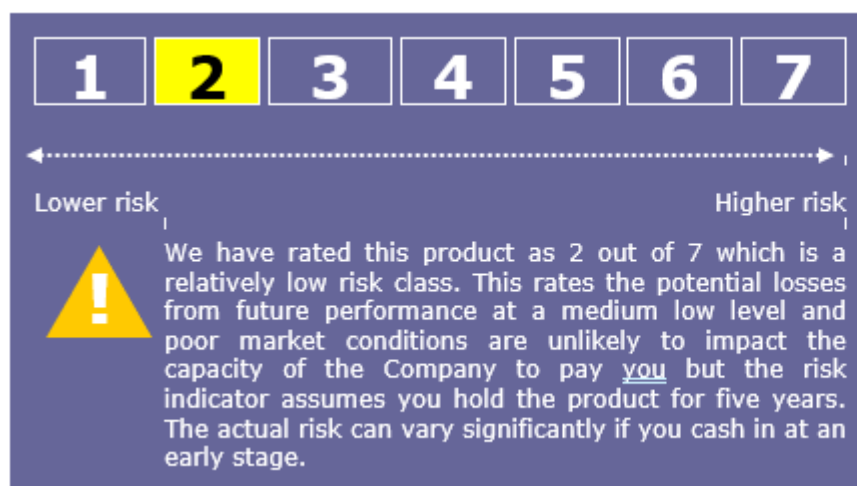 1 2 3 4 5 6 7
Lower risk Higher risk
We have rated this product as 2 out of 7 which is a
relatively low risk class. This rates the potential losses
from future performance at a medium low level and
poor market conditions are unlikely to impact the
capacity of the Company to pay you but the risk
indicator assumes you hold the product for five years.
The actual risk can vary significantly if you cash in at an
early stage.